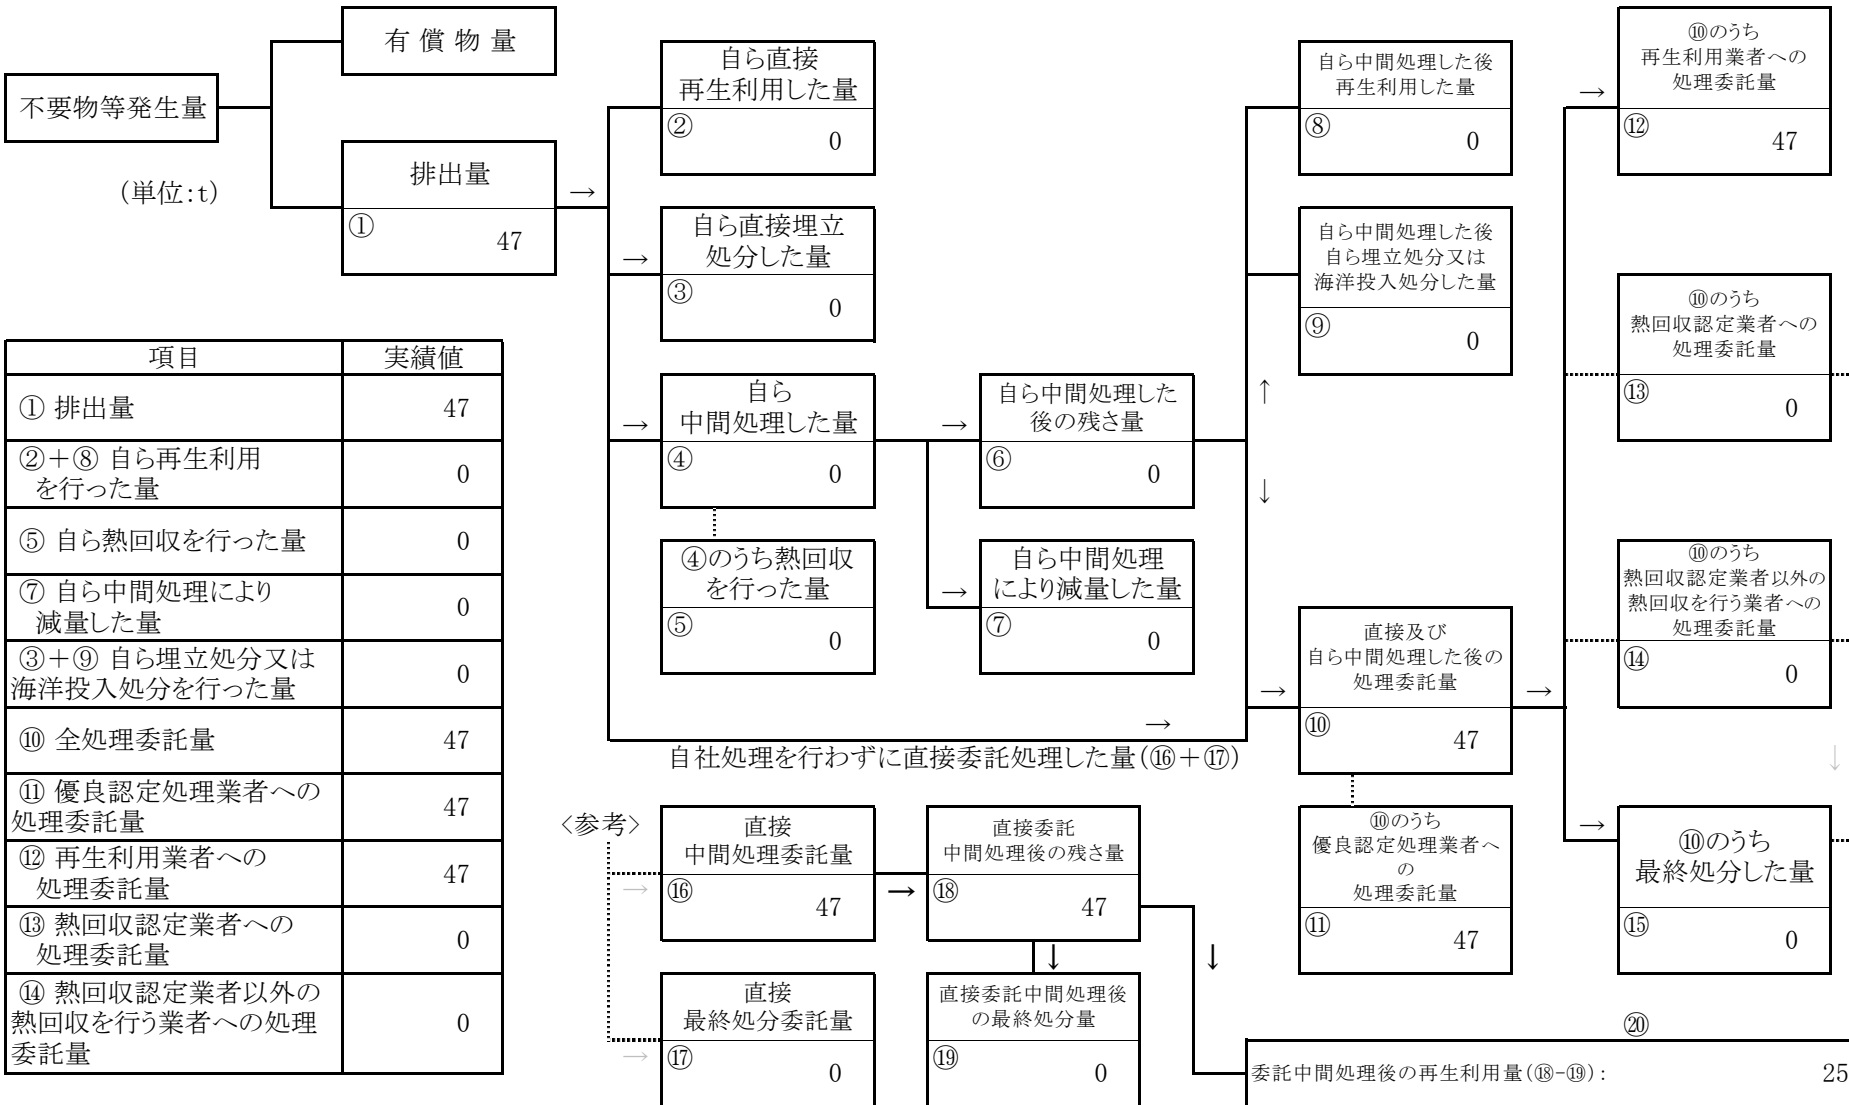 有 償 物 量
不要物等発生量
(単位:t)
排出量
→
①
47
自ら直接
再生利用した量
②
0
→
自ら直接埋立
処分した量
③
0
→
自ら
中間処理した量
④
0
④のうち熱回収
を行った量
⑤
0
→
自ら中間処理した
後の残さ量
⑥
0
→
自ら中間処理
により減量した量
⑦
0
↑
↓
自ら中間処理した後
再生利用した量
⑧
0
自ら中間処理した後
自ら埋立処分又は
海洋投入処分した量
⑨
0
→
自社処理を行わずに直接委託処理した量(⑯+⑰)
→
直接及び
自ら中間処理した後の
処理委託量
⑩
47
⑩のうち
優良認定処理業者へ
の
処理委託量
⑪
47
→
→
⑩のうち
再生利用業者への
処理委託量
⑫
47
⑩のうち
熱回収認定業者への
処理委託量
⑬
0
⑩のうち
熱回収認定業者以外の
熱回収を行う業者への
処理委託量
⑭
0
↓
→
⑩のうち
最終処分した量
⑮
0
項目 実績値
① 排出量 47
②+⑧ 自ら再生利用
を行った量 0
⑤ 自ら熱回収を行った量 0
⑦ 自ら中間処理により
減量した量 0
③+⑨ 自ら埋立処分又は
海洋投入処分を行った量 0
⑩ 全処理委託量 47
⑪ 優良認定処理業者への
処理委託量 47
⑫ 再生利用業者への
処理委託量 47
⑬ 熱回収認定業者への
処理委託量 0
⑭ 熱回収認定業者以外の
熱回収を行う業者への処理
委託量 0
〈参考〉
→
直接
中間処理委託量
⑯
47
→
直接委託
中間処理後の残さ量
⑱
47
↓
↓
→
直接
最終処分委託量
⑰
0
直接委託中間処理後
の最終処分量
⑲
0
⑳
委託中間処理後の再生利用量(⑱-⑲): 25